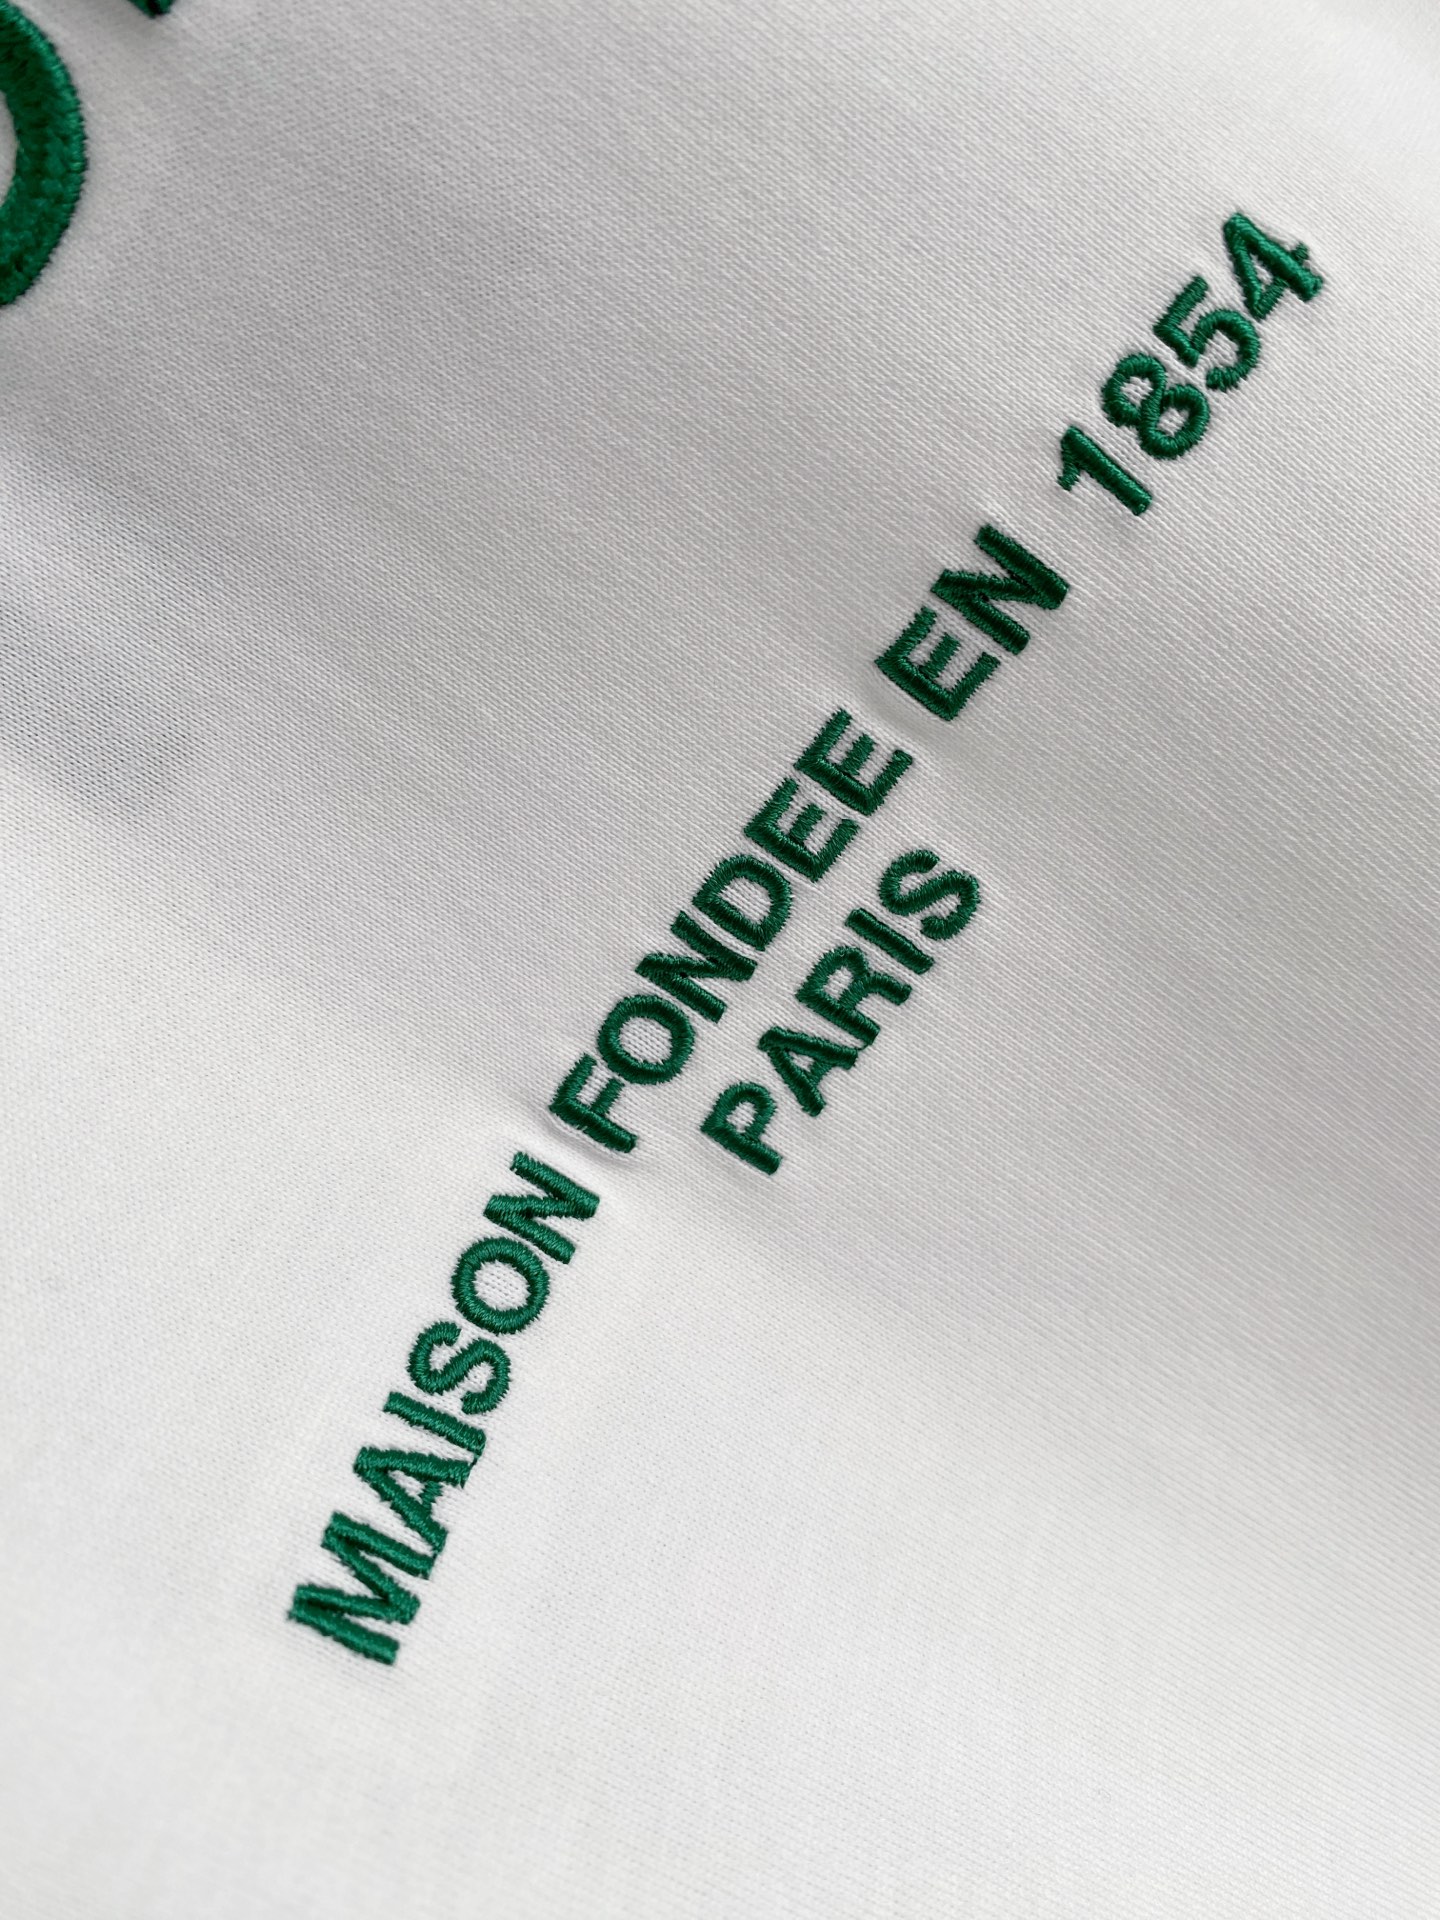 MAISON FONDEE EN 1854
PARIS